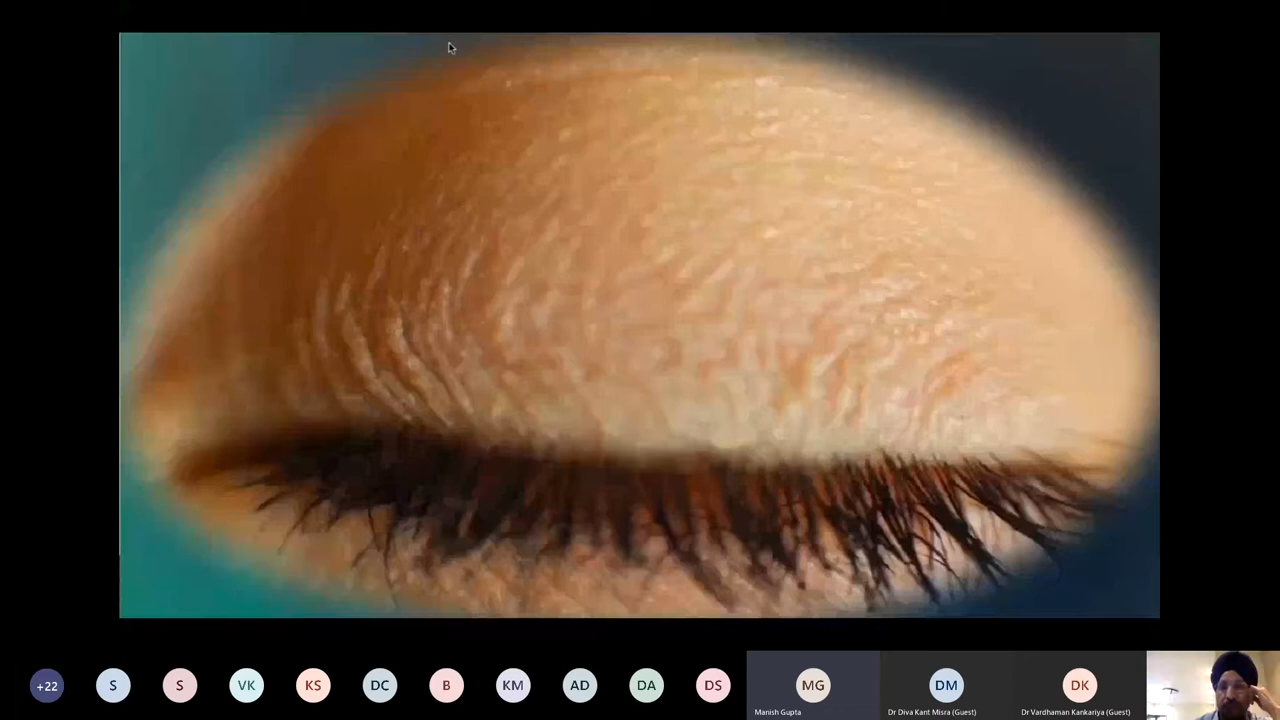 +22
S
S
VK
KS
DC
B
KM
AD
DA
DS
MG
Manish Gupta
DM
Dr Diva Kant Misra (Guest)
DK
Dr Vardhaman Kankariya (Guest)